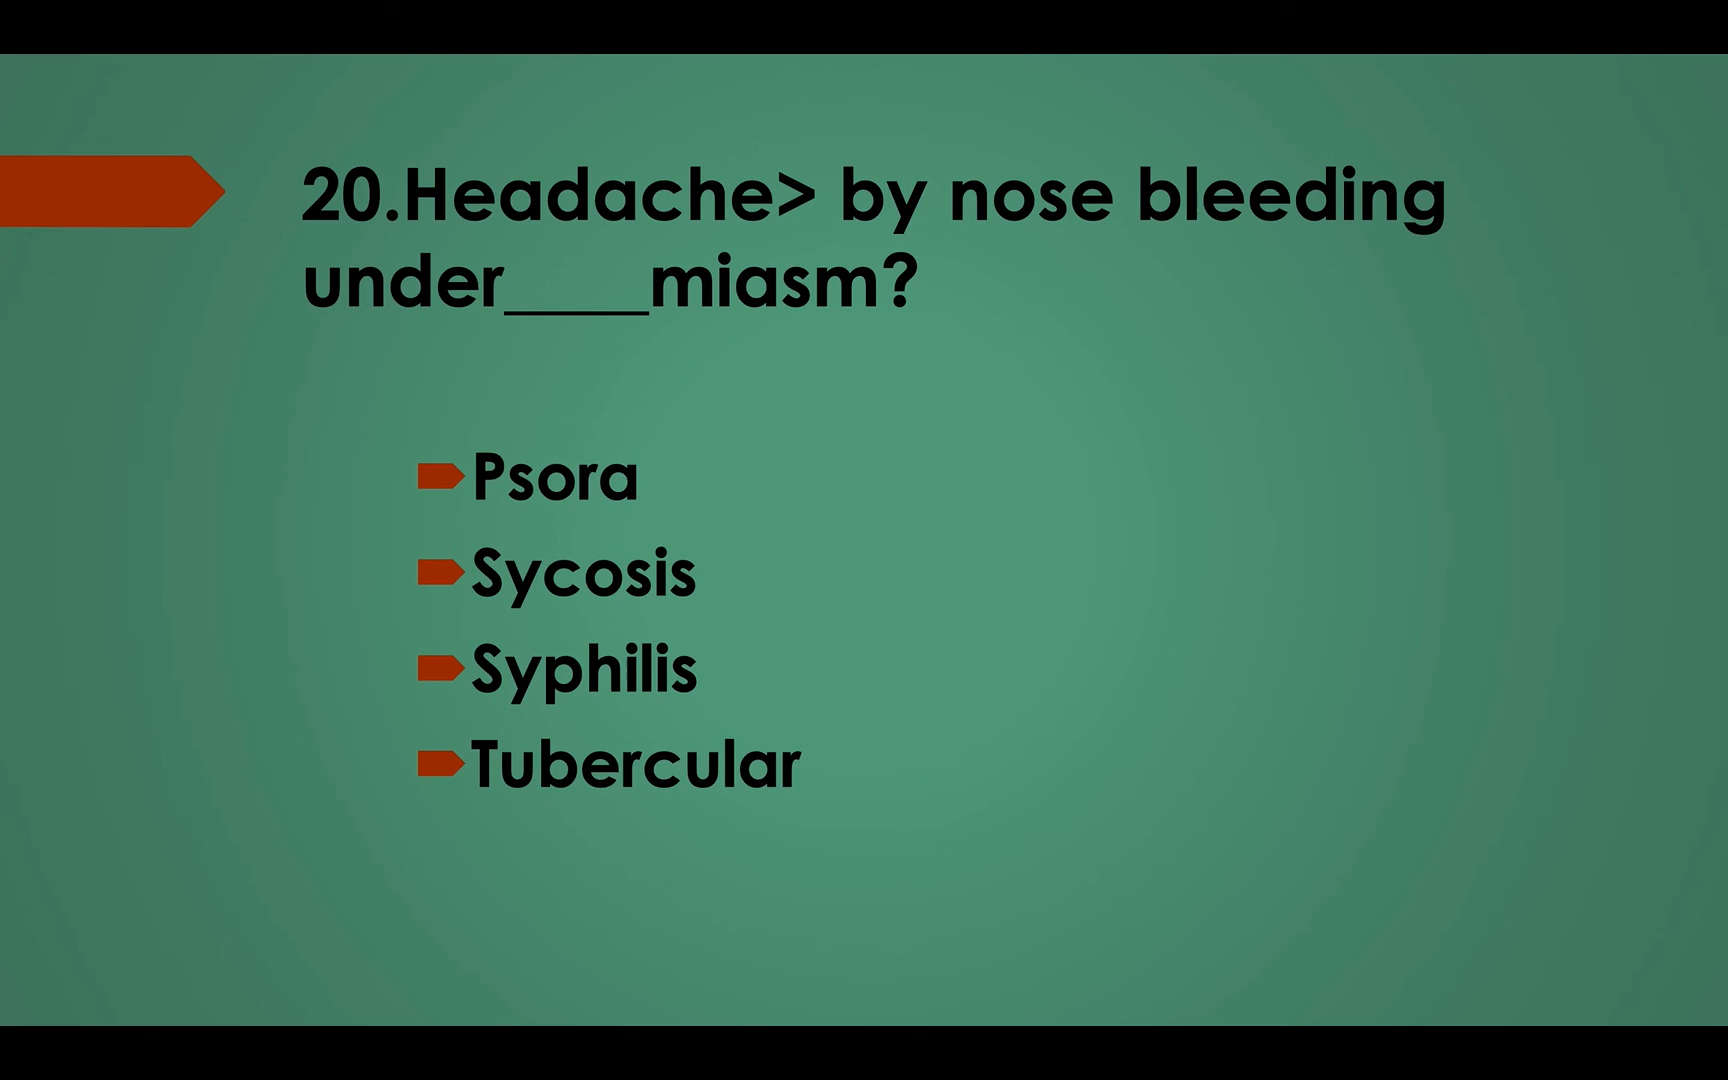 20.Headache> by nose bleeding
under____miasm?
Psora
Sycosis
Syphilis
Tubercular